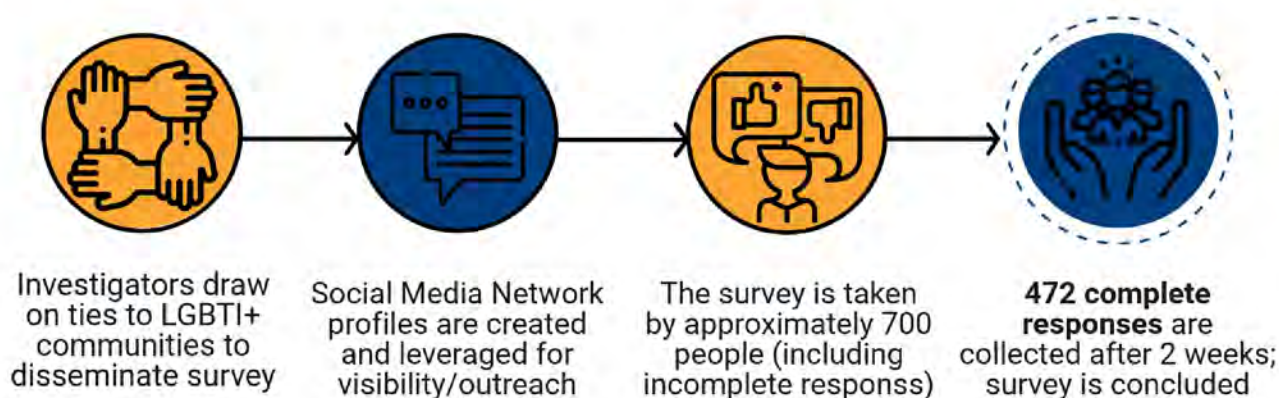 Investigators draw
on ties to LGBTI+
communities to
disseminate survey
Social Media Network
profiles are created
and leveraged for
visibility/outreach
The survey is taken
by approximately 700
people (including
incomplete responss)
472 complete
responses are
collected after 2 weeks;
survey is concluded